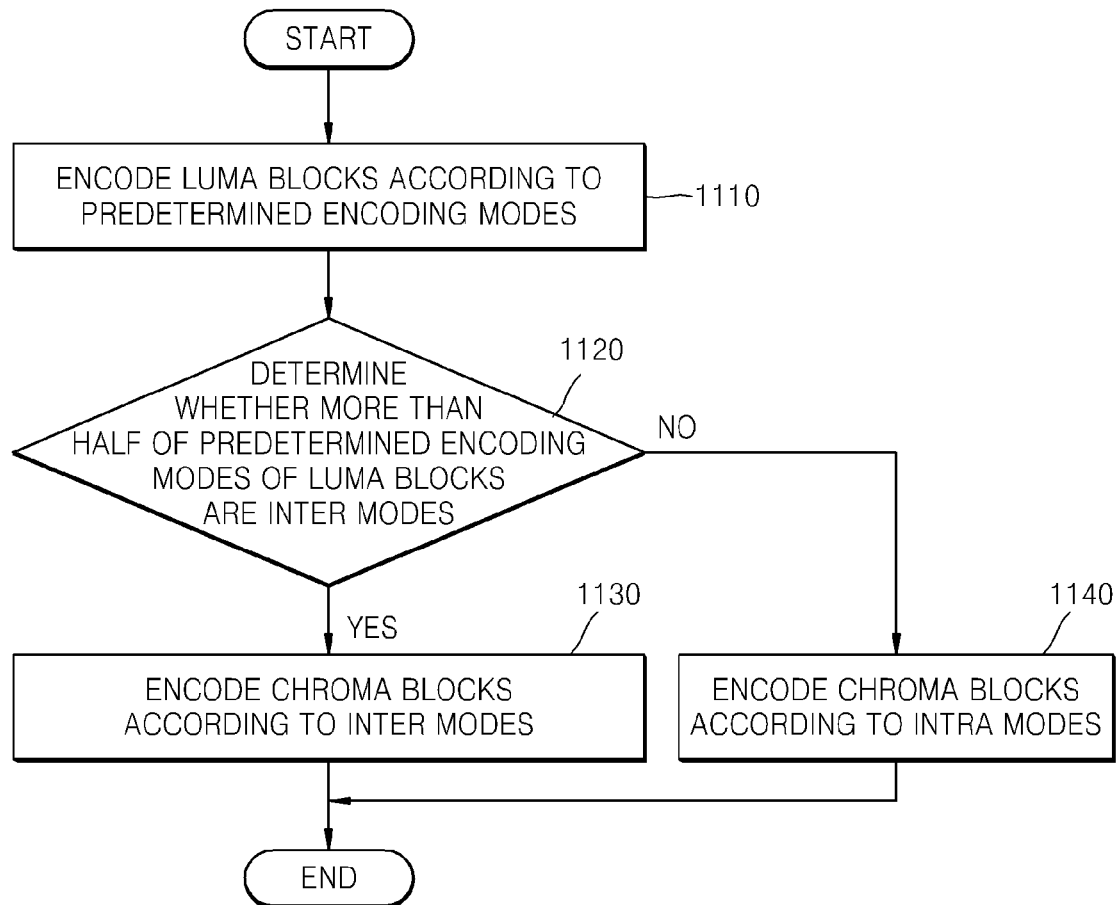 START
ENCODE LUMA BLOCKS ACCORDING TO
PREDETERMINED ENCODING MODES
1110
DETERMINE
WHETHER MORE THAN
HALF OF PREDETERMINED ENCODING
MODES OF LUMA BLOCKS
ARE INTER MODES
1120
NO
YES
1130
ENCODE CHROMA BLOCKS
ACCORDING TO INTER MODES
1140
ENCODE CHROMA BLOCKS
ACCORDING TO INTRA MODES
END